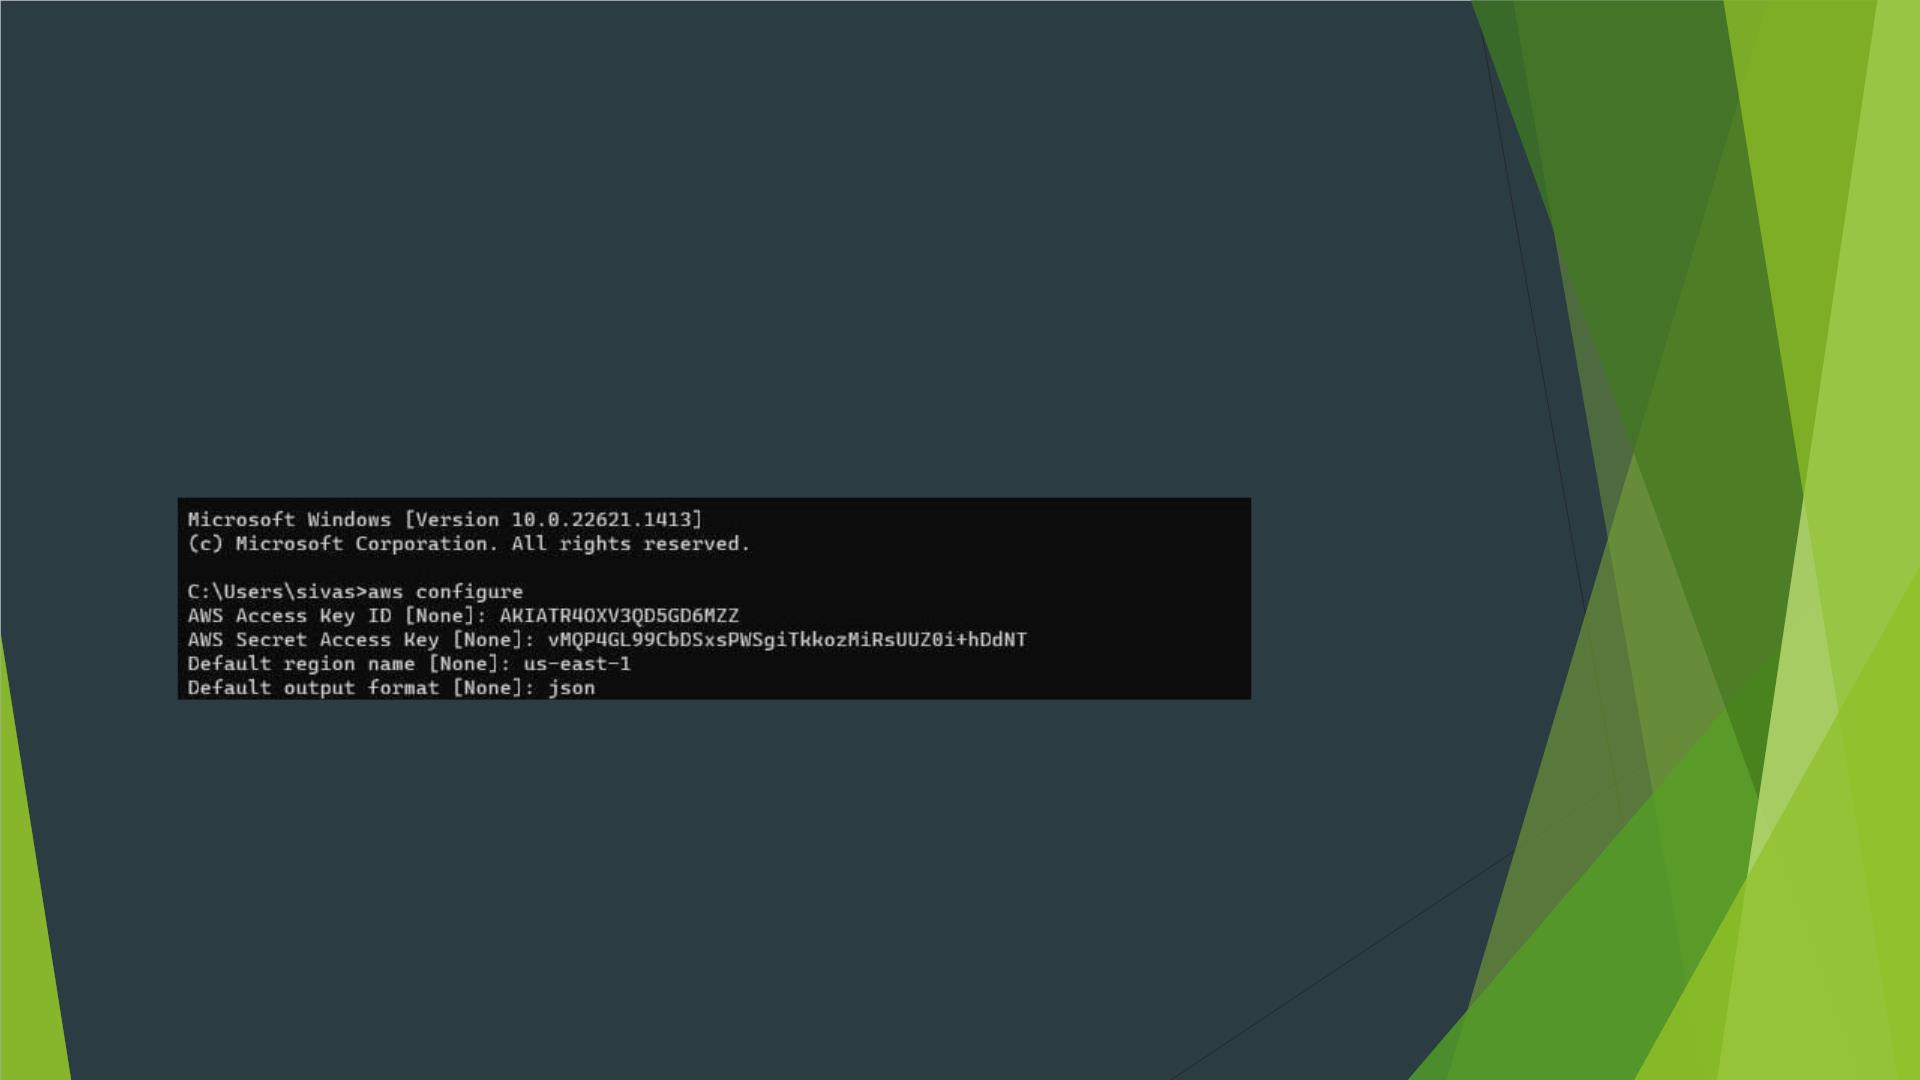 Microsoft Windows [Version 10.0.22621.1413]
(c) Microsoft Corporation. All rights reserved.
C:\Users\sivas>aws configure
AWS Access Key ID [None]: AKIATR4OXV3QD5GD6MZZ
AWS Secret Access Key [None]: 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
Default region name [None]: us-east-1
Default output format [None]: json